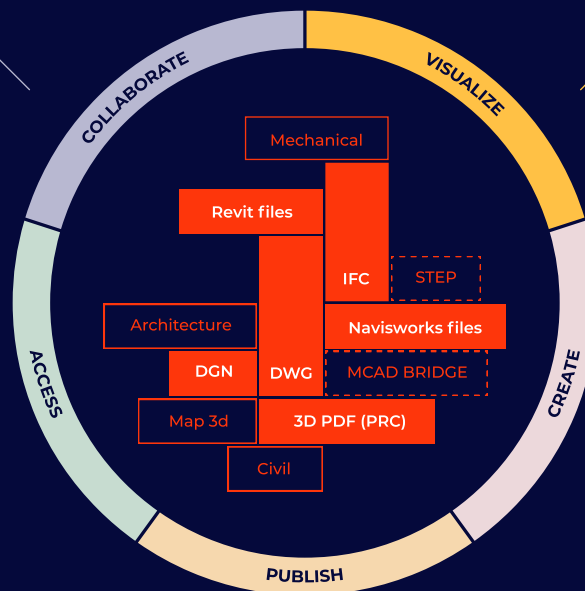 COLLABORATE
VISUALIZE
Mechanical
Revit files
IFC
STEP
Architecture
Navisworks files
DGN
DWG
MCAD BRIDGE
ACCESS
CREATE
Map 3d
3D PDF (PRC)
Civil
PUBLISH